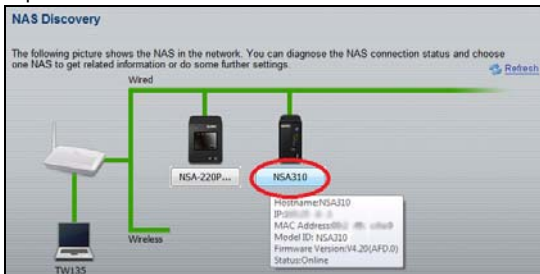 NAS Discovery
The following picture shows the NAS in the network. You can diagnose the NAS connection status and choose
one NAS to get related information or do some further settings.
Refresh
Wired
NSA-220P...
NSA310
Hostname:NSA310
IP:
MAC Address:
Model ID: NSA310
Firmware Version:V4.20(AFD.0)
Status:Online
Wireless
TW135